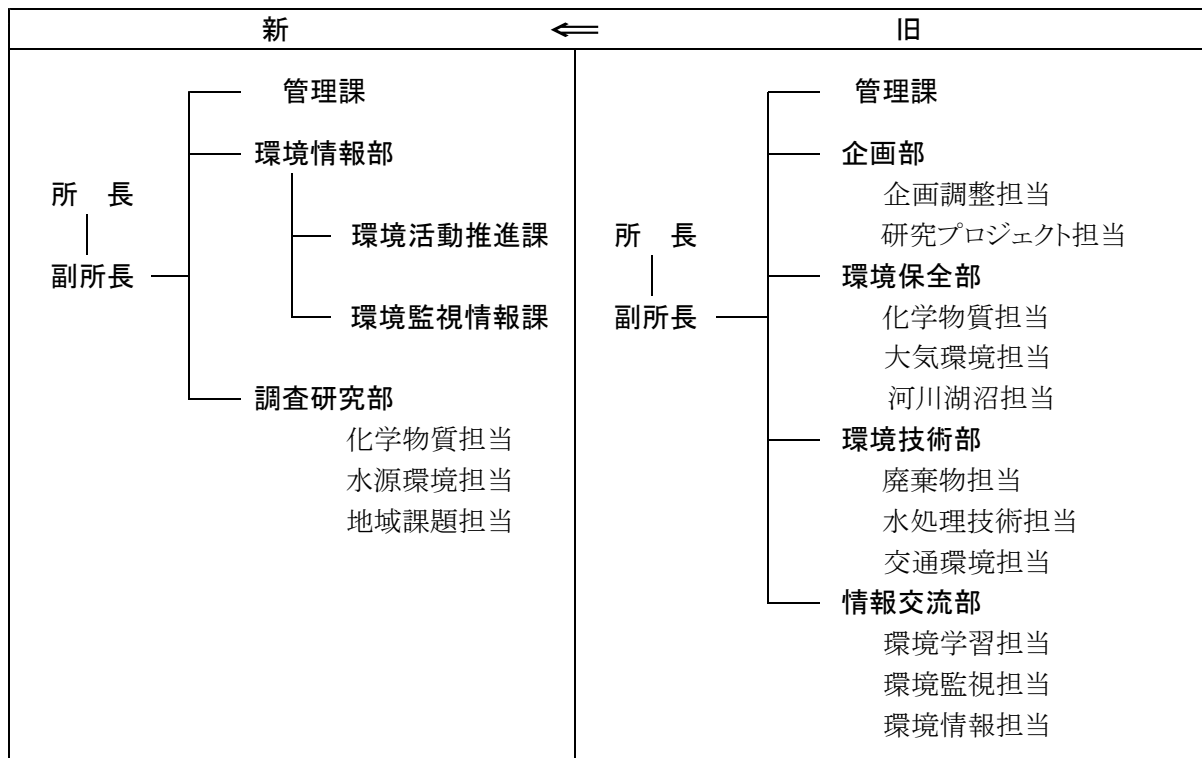 新 ⇐ 旧
管理課
環境情報部
所　長
環境活動推進課
副所長
環境監視情報課
調査研究部
化学物質担当
水源環境担当
地域課題担当
管理課
企画部
企画調整担当
所　長
研究プロジェクト担当
環境保全部
副所長
化学物質担当
大気環境担当
河川湖沼担当
環境技術部
廃棄物担当
水処理技術担当
交通環境担当
情報交流部
環境学習担当
環境監視担当
環境情報担当